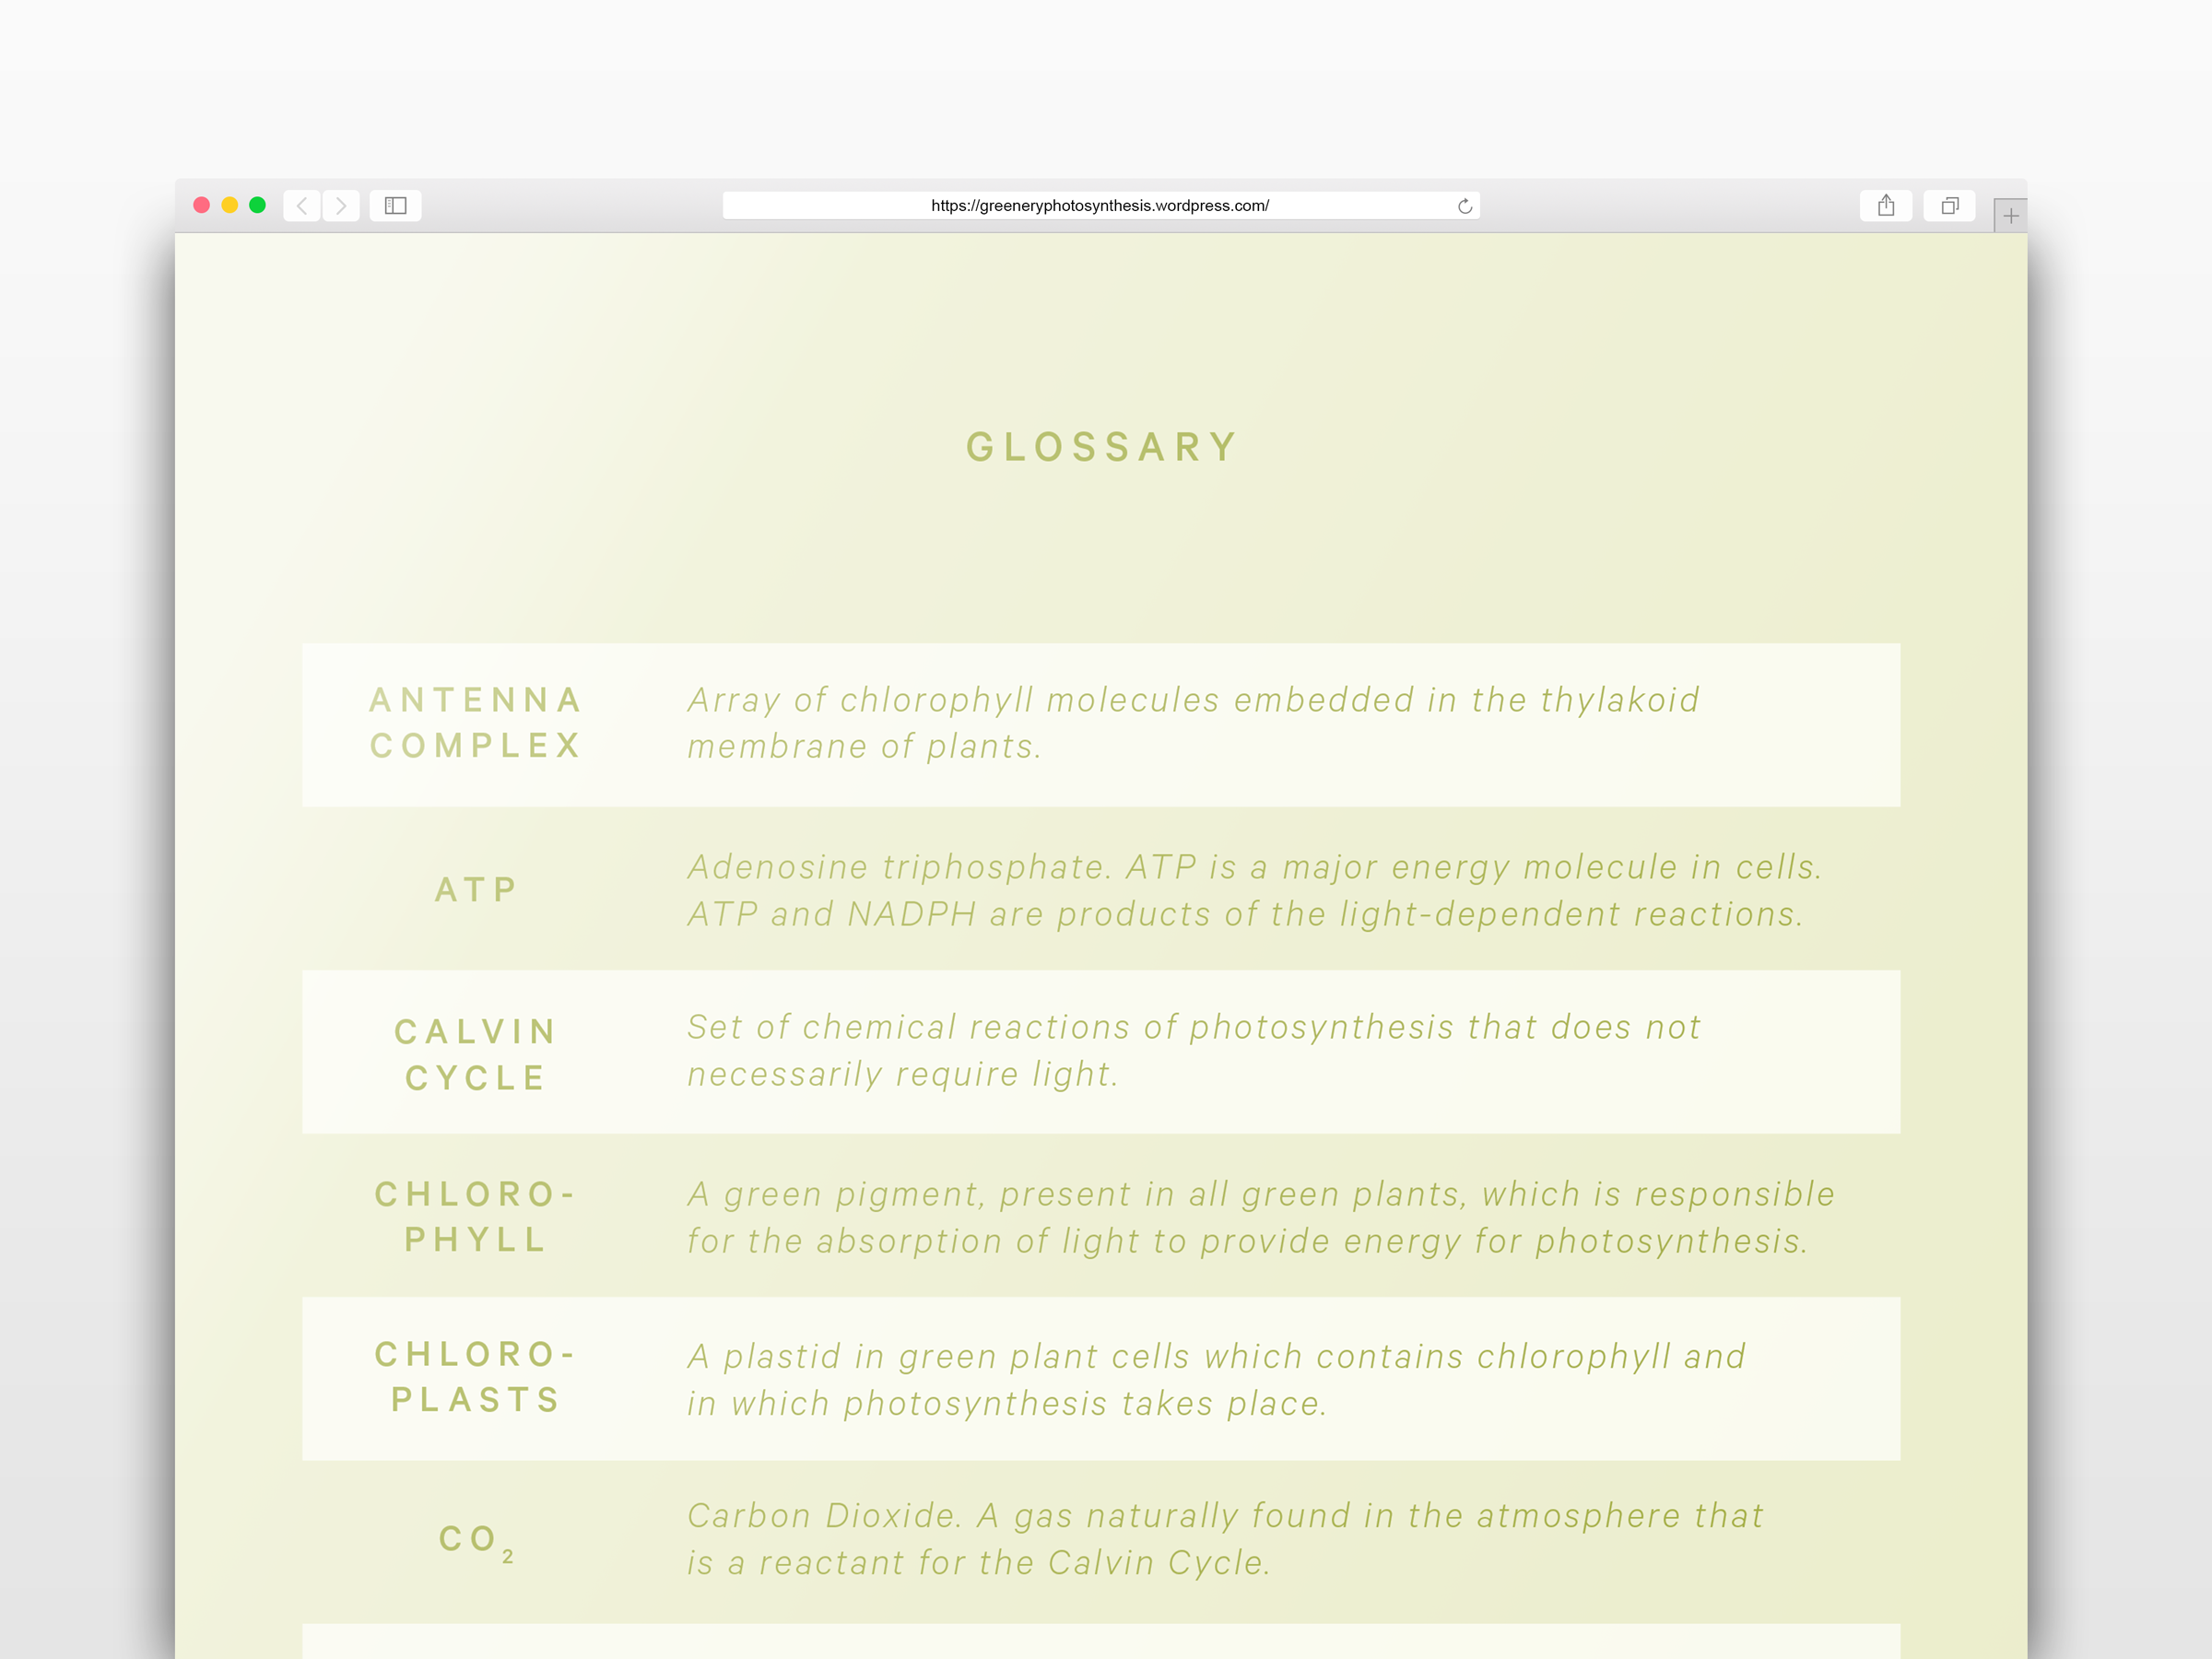 https://greeneryphotosynthesis.wordpress.com/
GLOSSARY
ANTENNA
COMPLEX
Array of chlorophyll molecules embedded in the thylakoid
membrane of plants.
ATP
Adenosine triphosphate. ATP is a major energy molecule in cells.
ATP and NADPH are products of the light-dependent reactions.
CALVIN
CYCLE
Set of chemical reactions of photosynthesis that does not
necessarily require light.
CHLORO-
PHYLL
A green pigment, present in all green plants, which is responsible
for the absorption of light to provide energy for photosynthesis.
CHLORO-
PLASTS
A plastid in green plant cells which contains chlorophyll and
in which photosynthesis takes place.
CO₂
Carbon Dioxide. A gas naturally found in the atmosphere that
is a reactant for the Calvin Cycle.